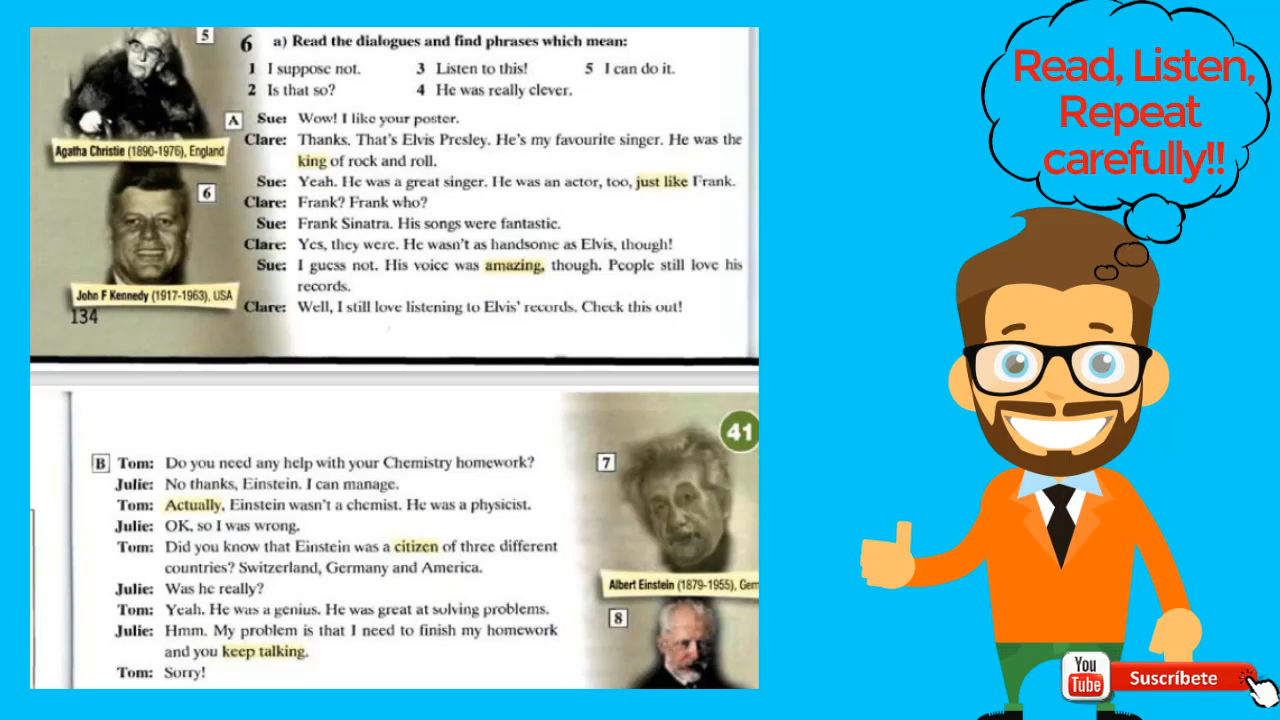 5
Agatha Christie (1890-1976), England
6
John F Kennedy (1917-1963), USA
134
6 a) Read the dialogues and find phrases which mean:
1 I suppose not. 3 Listen to this! 5 I can do it.
2 Is that so? 4 He was really clever.
A Sue: Wow! I like your poster.
Clare: Thanks. That's Elvis Presley. He's my favourite singer. He was the
king of rock and roll.
Sue: Yeah. He was a great singer. He was an actor, too, just like Frank.
Clare: Frank? Frank who?
Sue: Frank Sinatra. His songs were fantastic.
Clare: Yes, they were. He wasn't as handsome as Elvis, though!
Sue: I guess not. His voice was amazing, though. People still love his
records.
Clare: Well, I still love listening to Elvis' records. Check this out!
B Tom: Do you need any help with your Chemistry homework?
Julie: No thanks, Einstein. I can manage.
Tom: Actually, Einstein wasn't a chemist. He was a physicist.
Julie: OK, so I was wrong.
Tom: Did you know that Einstein was a citizen of three different
countries? Switzerland, Germany and America.
Julie: Was he really?
Tom: Yeah. He was a genius. He was great at solving problems.
Julie: Hmm. My problem is that I need to finish my homework
and you keep talking.
Tom: Sorry!
41
7
Albert Einstein (1879-1955), Gem
8
Read, Listen,
Repeat
carefully!!
You
Tube
Suscríbete